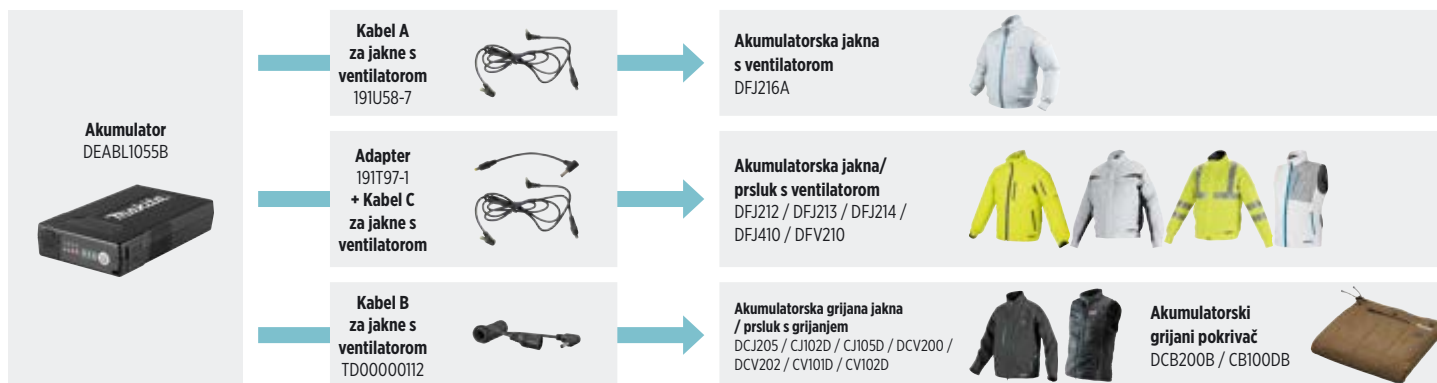 Akumulator
DEABL1055B
Makita
Kabel A
za jakne s
ventilatorom
191U58-7
Akumulatorska jakna
s ventilatorom
DFJ216A
Adapter
191T97-1
+ Kabel C
za jakne s
ventilatorom
Akumulatorska jakna/
prsluk s ventilatorom
DFJ212 / DFJ213 / DFJ214 /
DFJ410 / DFV210
Kabel B
za jakne s
ventilatorom
TD00000112
Akumulatorska grijana jakna
/ prsluk s grijanjem
DCJ205 / CJ102D / CJ105D / DCV200 /
DCV202 / CV101D / CV102D
Akumulatorski
grijani pokrivač
DCB200B / CB100DB